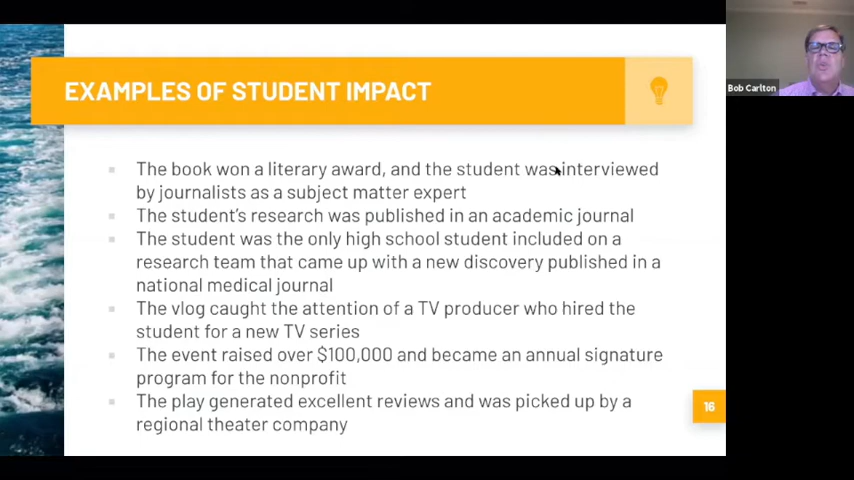 EXAMPLES OF STUDENT IMPACT
Bob Carlton
The book won a literary award, and the student was interviewed
by journalists as a subject matter expert
The student's research was published in an academic journal
The student was the only high school student included on a
research team that came up with a new discovery published in a
national medical journal
The vlog caught the attention of a TV producer who hired the
student for a new TV series
The event raised over $100,000 and became an annual signature
program for the nonprofit
The play generated excellent reviews and was picked up by a
regional theater company
16